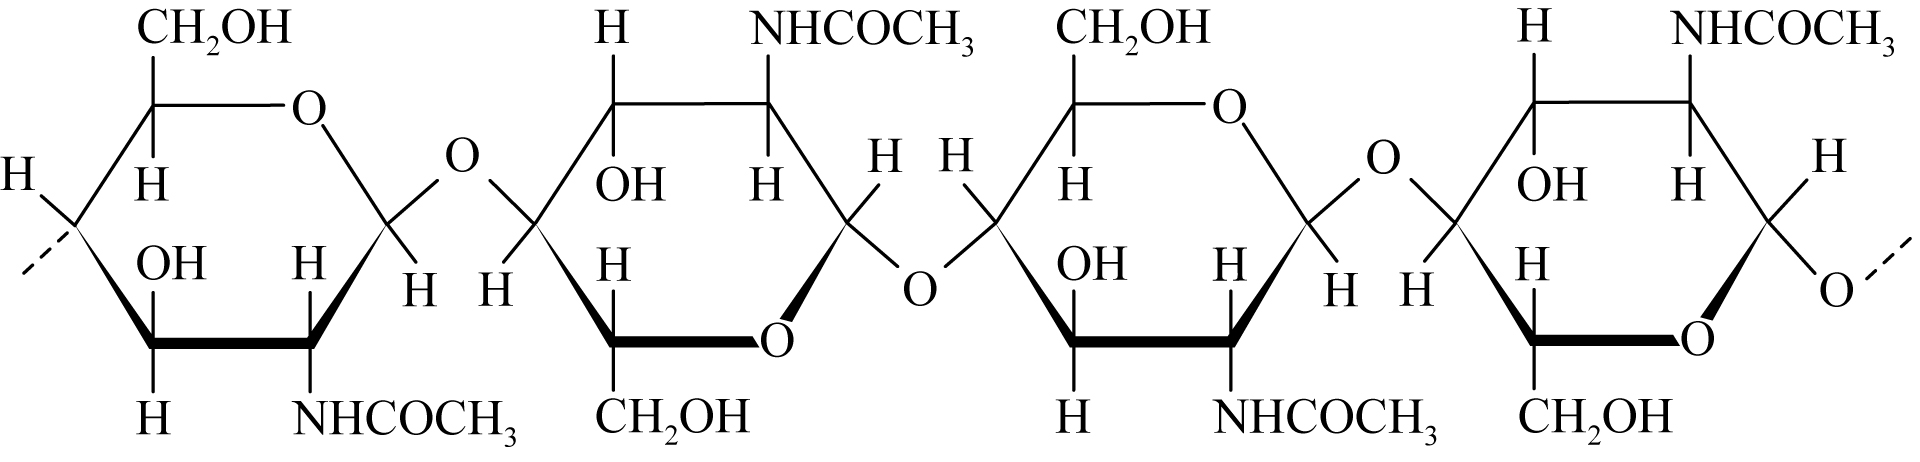 CH₂OH H NHCOCH₃ CH₂OH H NHCOCH₃
O O
O H H O H
H H OH H H OH H
OH H H OH H H
H H O H H O
O O
H NHCOCH₃ CH₂OH H NHCOCH₃ CH₂OH